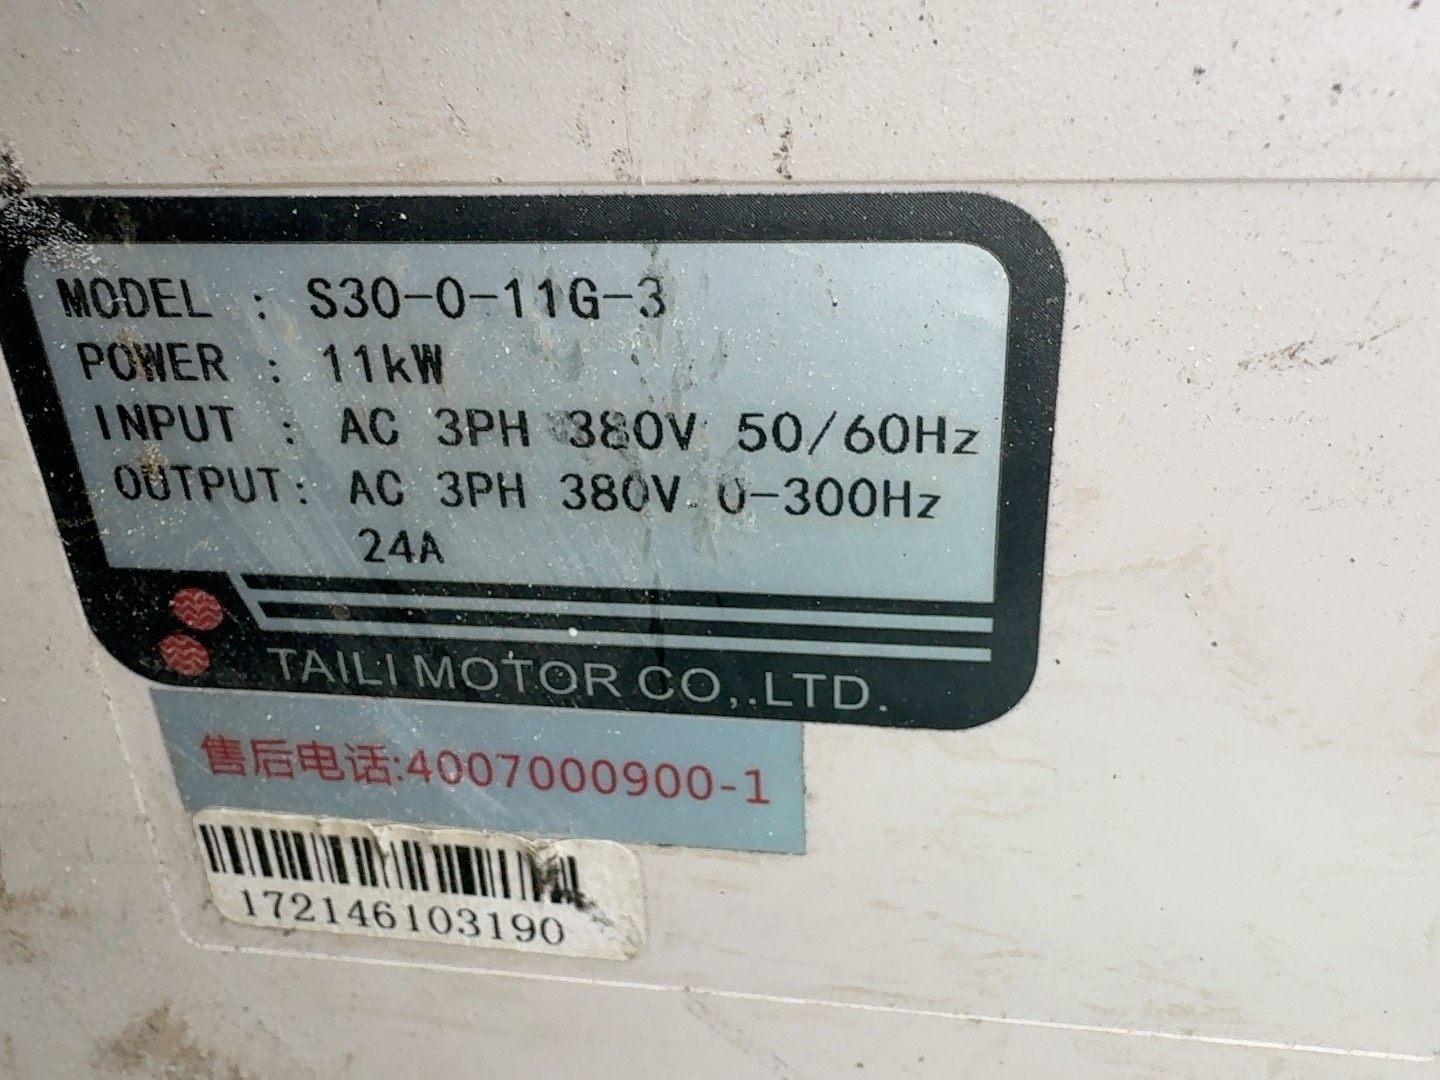 MODEL : S30-0-11G-3
POWER : 11kW
INPUT : AC 3PH 380V 50/60Hz
OUTPUT: AC 3PH 380V 0-300Hz
24A
TAILI MOTOR CO,.LTD.
售后电话:4007000900-1
172146103190